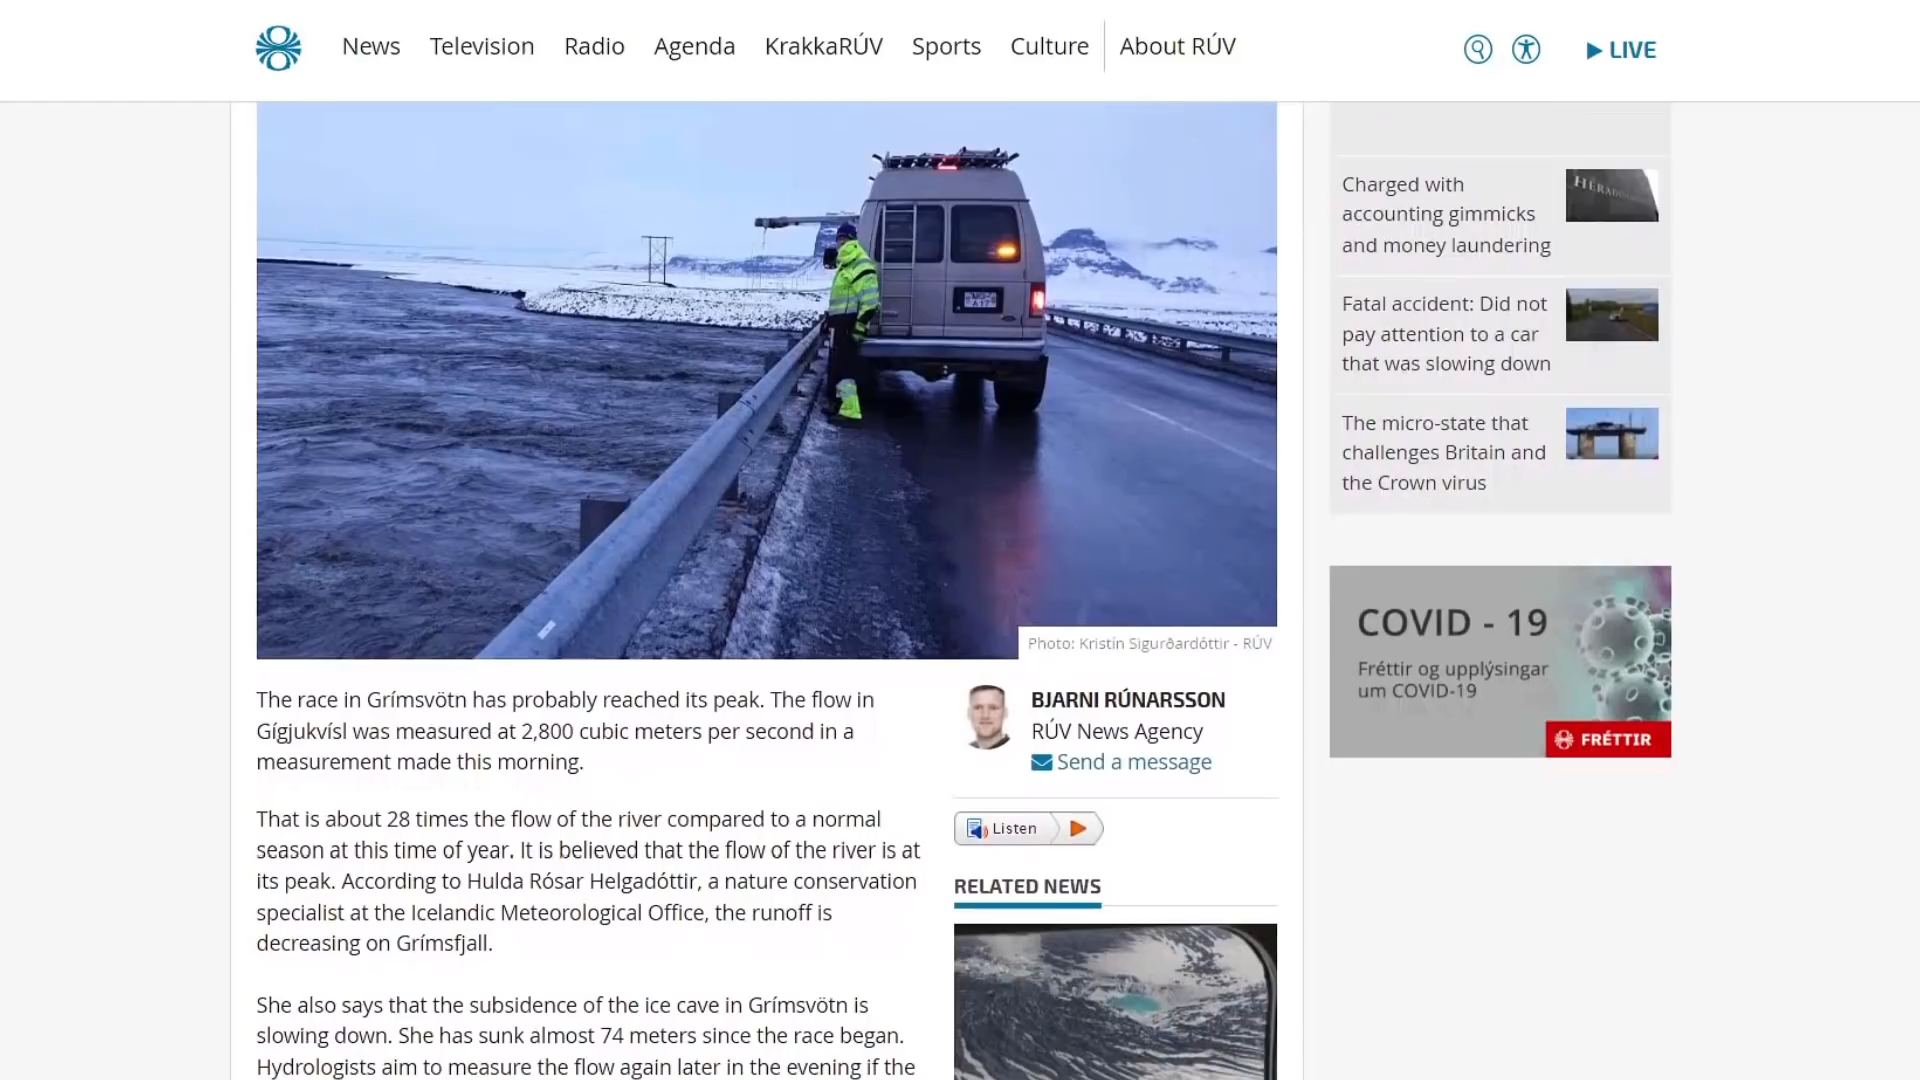 News Television Radio Agenda KrakkaRÚV Sports Culture About RÚV LIVE
Photo: Kristín Sigurðardóttir - RÚV
The race in Grímsvötn has probably reached its peak. The flow in
Gígjukvísl was measured at 2,800 cubic meters per second in a
measurement made this morning.
That is about 28 times the flow of the river compared to a normal
season at this time of year. It is believed that the flow of the river is at
its peak. According to Hulda Rósar Helgadóttir, a nature conservation
specialist at the Icelandic Meteorological Office, the runoff is
decreasing on Grímsfjall.
She also says that the subsidence of the ice cave in Grímsvötn is
slowing down. She has sunk almost 74 meters since the race began.
Hydrologists aim to measure the flow again later in the evening if the
BJARNI RÚNARSSON
RÚV News Agency
Send a message
Listen
RELATED NEWS
Charged with
accounting gimmicks
and money laundering
Fatal accident: Did not
pay attention to a car
that was slowing down
The micro-state that
challenges Britain and
the Crown virus
COVID - 19
Fréttir og upplýsingar
um COVID-19
FRÉTTIR